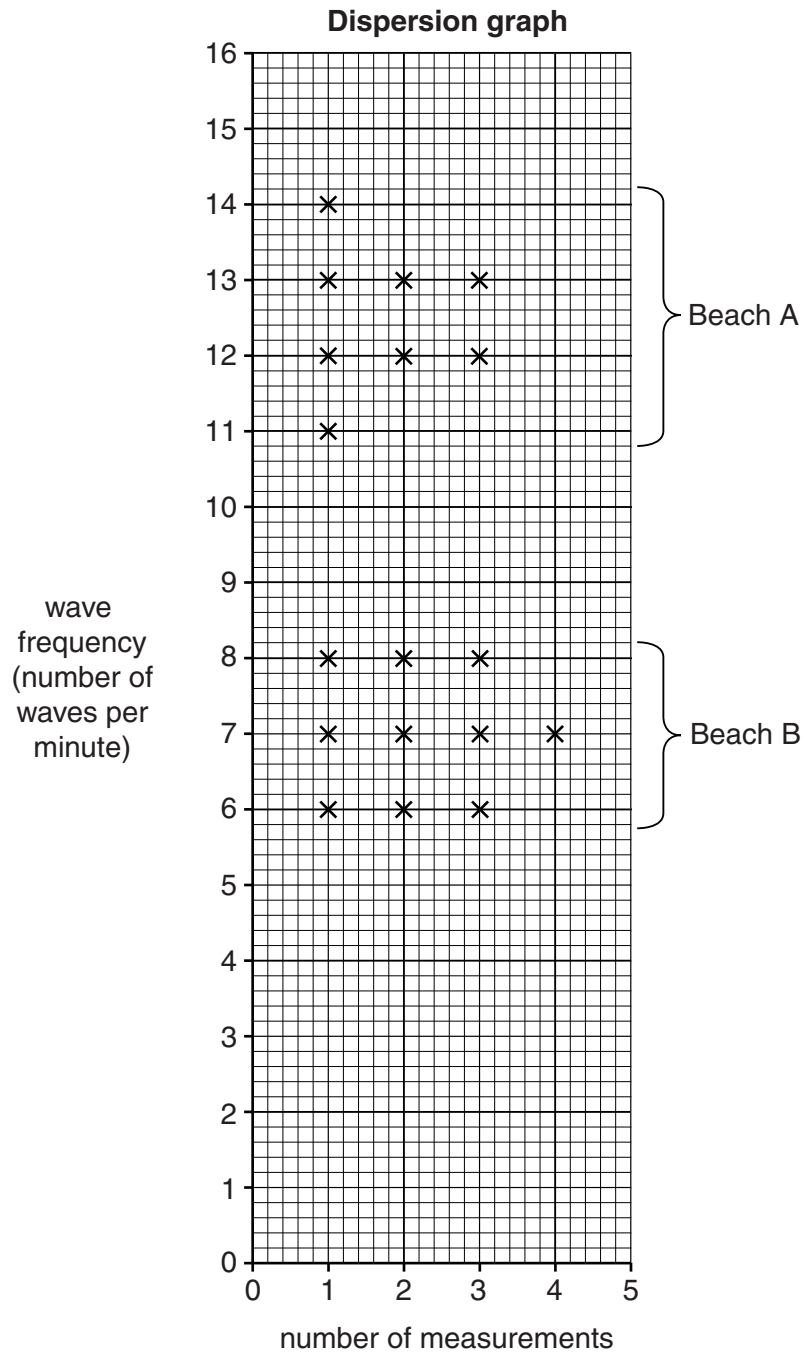 Dispersion graph
16
15
14
13
12
11
10
9
8
7
6
5
4
3
2
1
0
Beach A
wave
frequency
(number of
waves per
minute)
Beach B
0 1 2 3 4 5
number of measurements